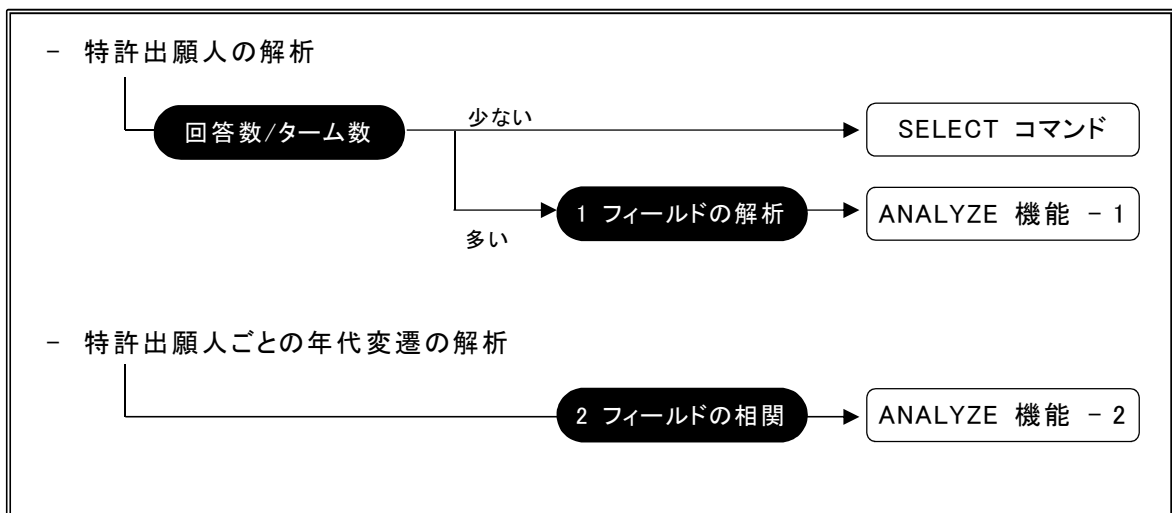 - 特許出願人の解析
回答数/ターム数
少ない
SELECT コマンド
多い
1 フィールドの解析
ANALYZE 機能 - 1
- 特許出願人ごとの年代変遷の解析
2 フィールドの相関
ANALYZE 機能 - 2